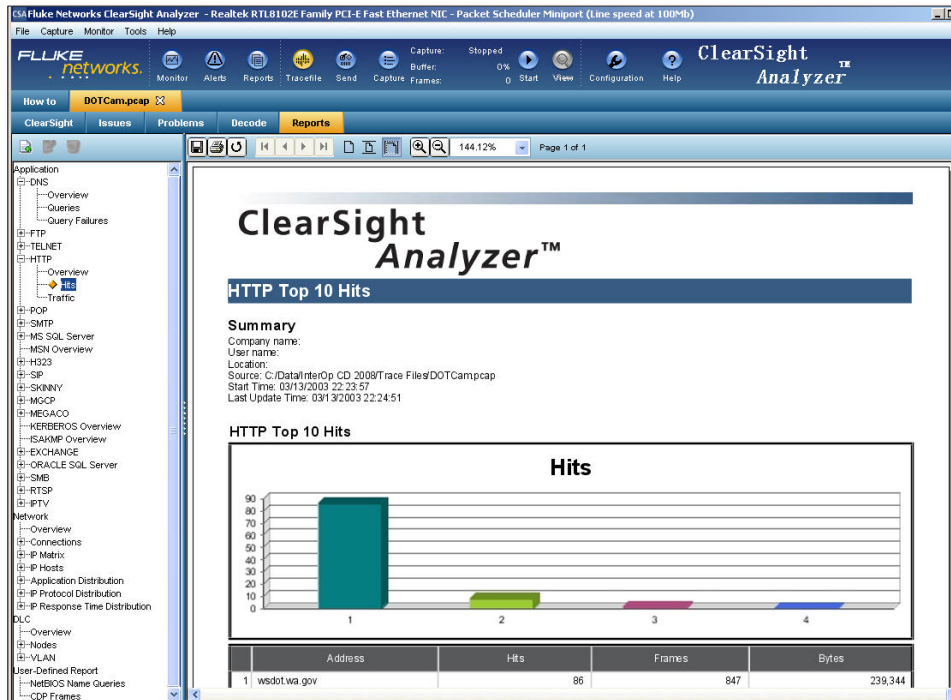 CSA Fluke Networks ClearSight Analyzer - Realtek RTL8102E Family PCI-E Fast Ethernet NIC - Packet Scheduler Miniport (Line speed at 100Mb)
File Capture Monitor Tools Help
FLUKE networks.
Monitor Alerts Reports Tracefile Send Capture
Capture: Stopped
Buffer: 0%
Frames: 0
Start View Configuration Help
ClearSight Analyzer ™
How to DOTCam.pcap
ClearSight Issues Problems Decode Reports
144.12% Page 1 of 1
Application
DNS
Overview
Queries
Query Failures
FTP
TELNET
HTTP
Overview
Hits
Traffic
POP
SMTP
MS SQL Server
MSN Overview
H323
SIP
SKINNY
MGCP
MEGACO
KERBEROS Overview
ISAKMP Overview
EXCHANGE
ORACLE SQL Server
SMB
RTSP
IPTV
Network
Overview
Connections
IP Matrix
IP Hosts
Application Distribution
IP Protocol Distribution
IP Response Time Distribution
DLC
Overview
Nodes
VLAN
User-Defined Report
NetBIOS Name Queries
CDP Frames
ClearSight
Analyzer™
HTTP Top 10 Hits
Summary
Company name:
User name:
Location:
Source: C:/Data/InterOp CD 2008/Trace Files/DOTCam.pcap
Start Time: 03/13/2003 22:23:57
Last Update Time: 03/13/2003 22:24:51
HTTP Top 10 Hits
Hits
90
80
70
60
50
40
30
20
10
0
1 2 3 4
Address Hits Frames Bytes
1 wsdot.wa.gov 86 847 239,344